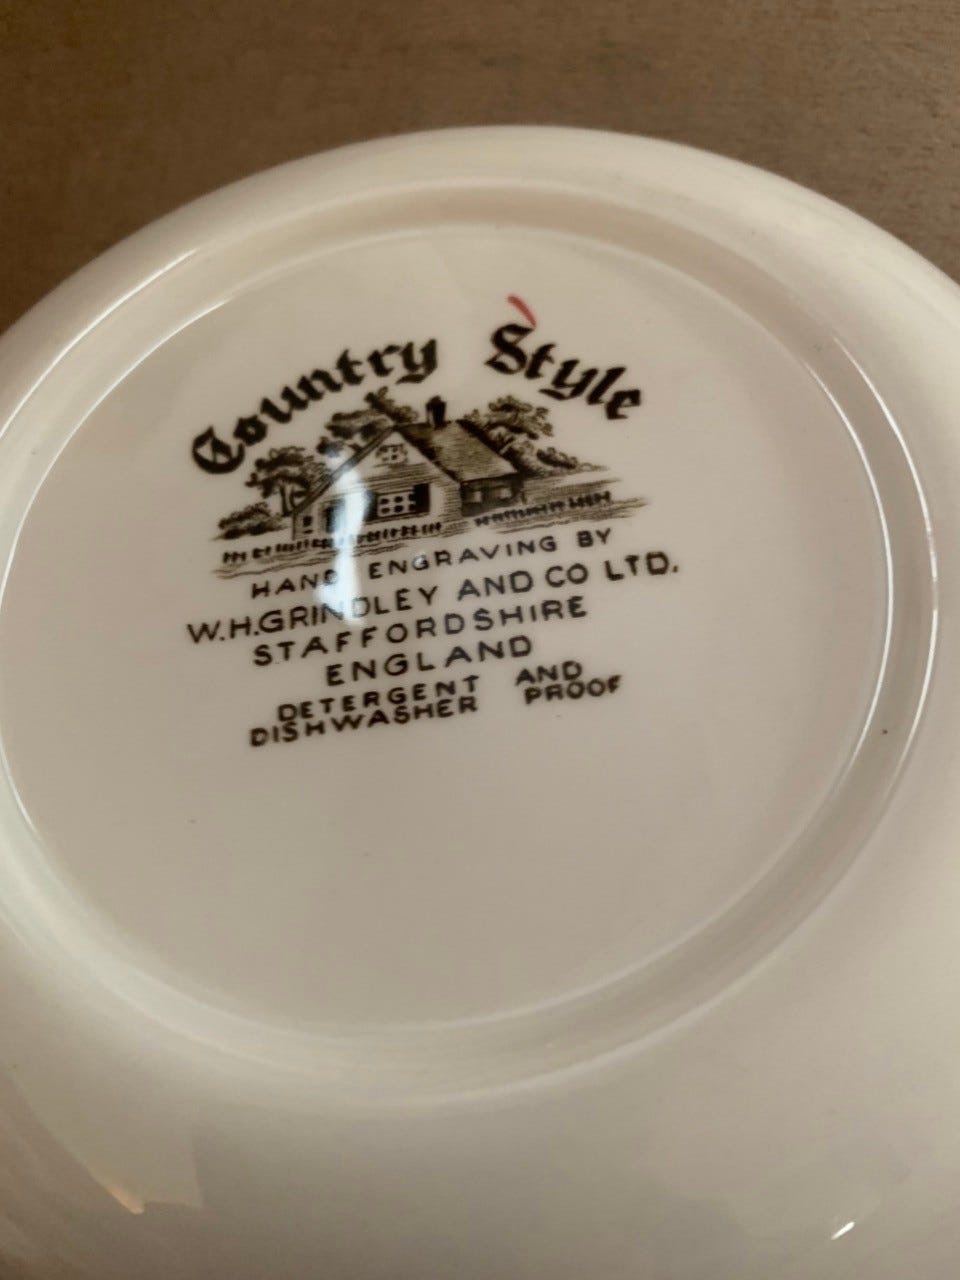 Country Style
HAND ENGRAVING BY
W.H.GRINDLEY AND CO LTD.
STAFFORDSHIRE
ENGLAND
DETERGENT AND
DISHWASHER PROOF